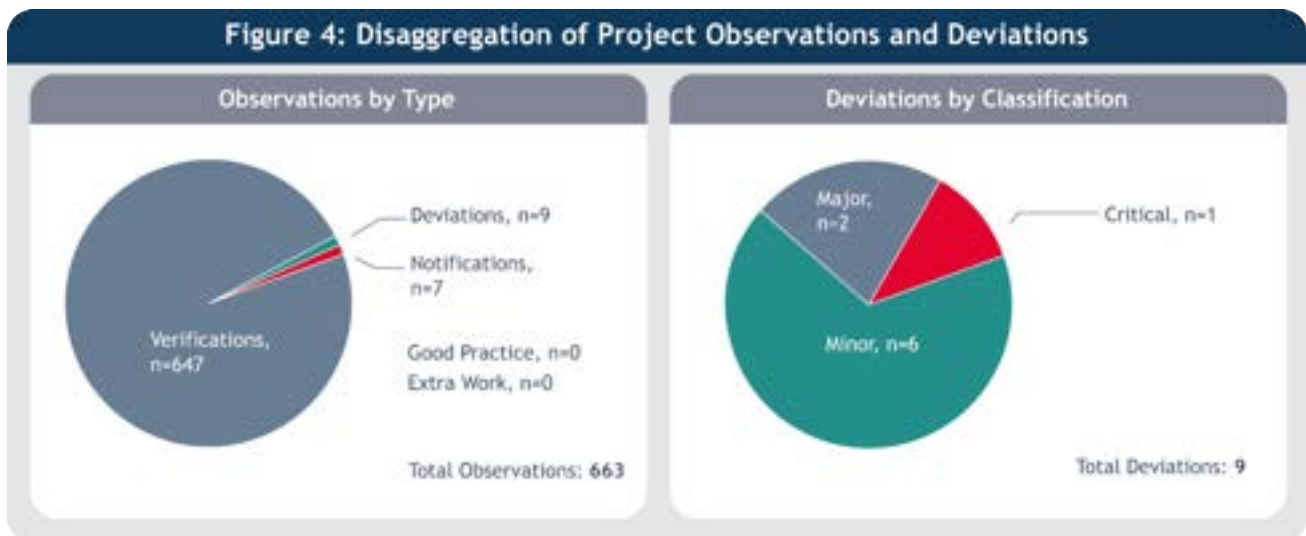 Figure 4: Disaggregation of Project Observations and Deviations
Observations by Type
Deviations, n=9
Notifications,
n=7
Verifications,
n=647
Good Practice, n=0
Extra Work, n=0
Total Observations: 663
Deviations by Classification
Major,
n=2
Critical, n=1
Minor, n=6
Total Deviations: 9